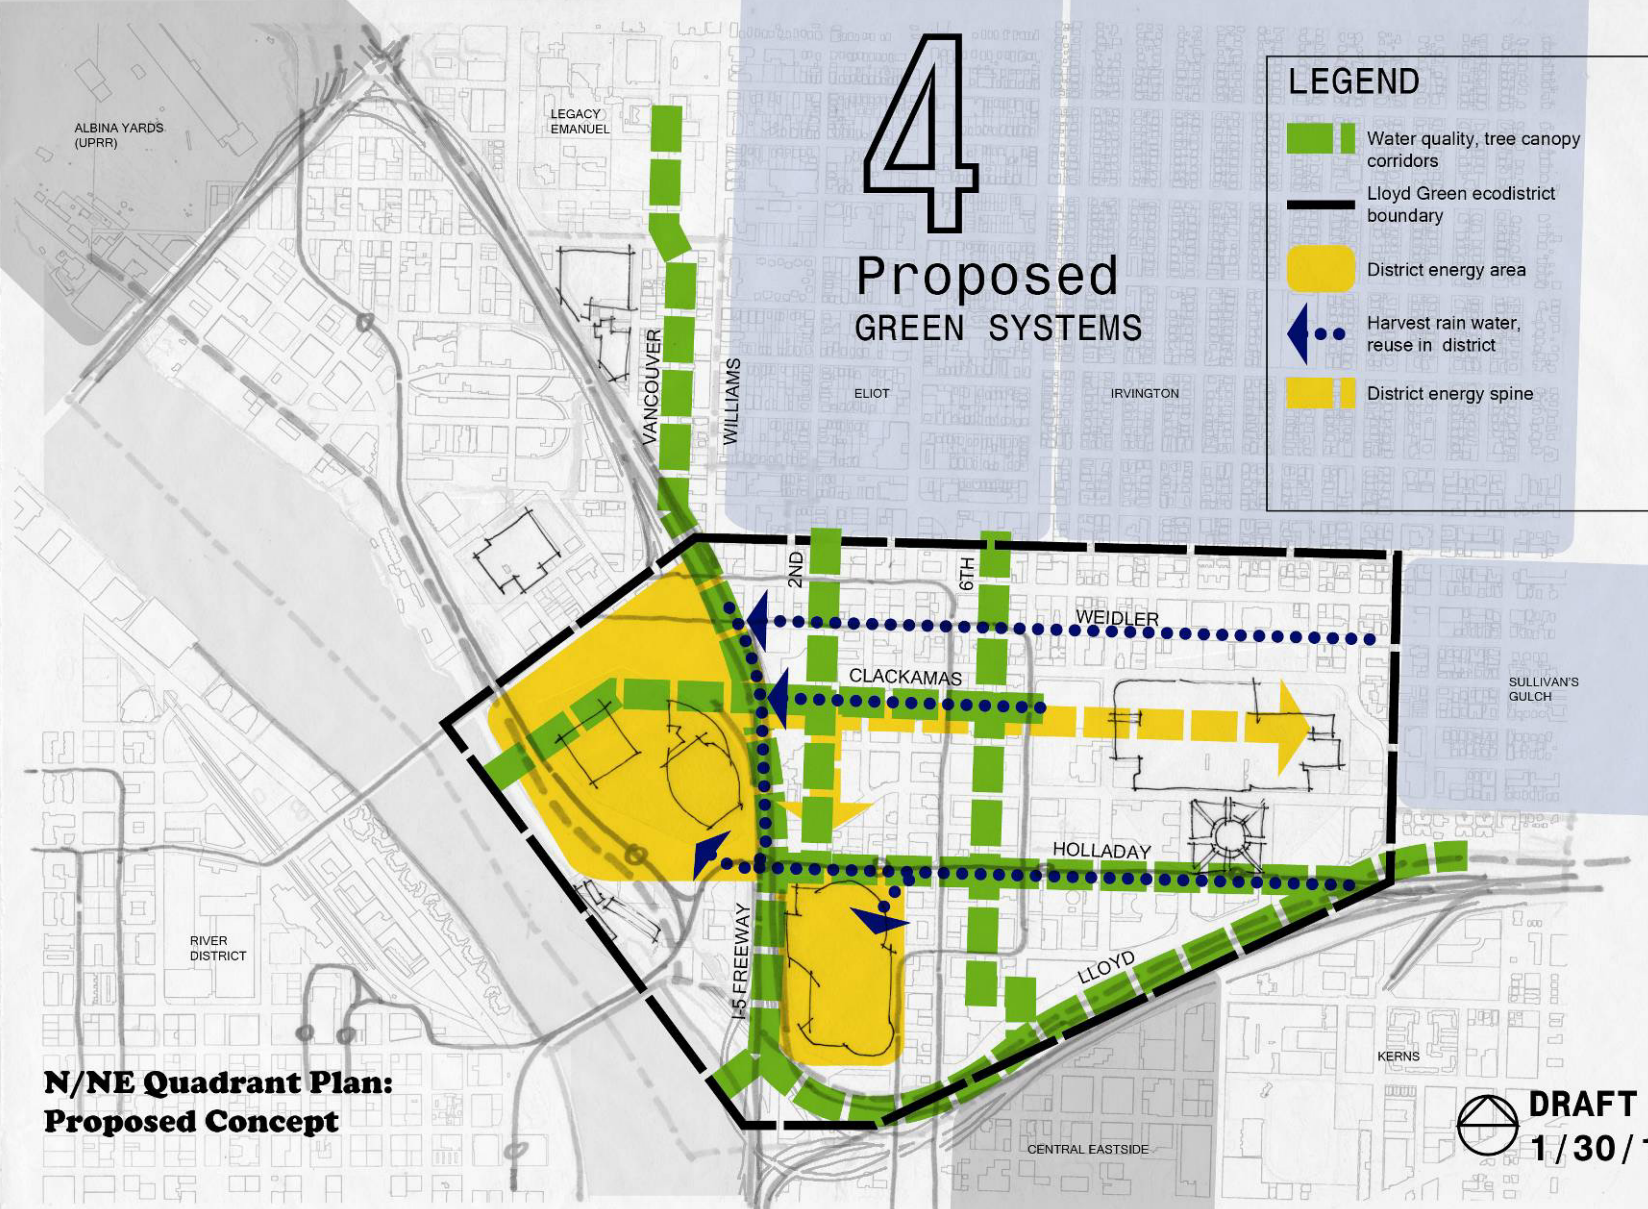 4
Proposed
GREEN SYSTEMS
LEGEND
Water quality, tree canopy
corridors
Lloyd Green ecodistrict
boundary
District energy area
Harvest rain water,
reuse in district
District energy spine
ALBINA YARDS
(UPRR)
LEGACY
EMANUEL
VANCOUVER
WILLIAMS
ELIOT
IRVINGTON
2ND
6TH
WEIDLER
CLACKAMAS
SULLIVAN'S
GULCH
HOLLADAY
I-5 FREEWAY
LLOYD
RIVER
DISTRICT
KERNS
CENTRAL EASTSIDE
N/NE Quadrant Plan:
Proposed Concept
DRAFT
1/30/